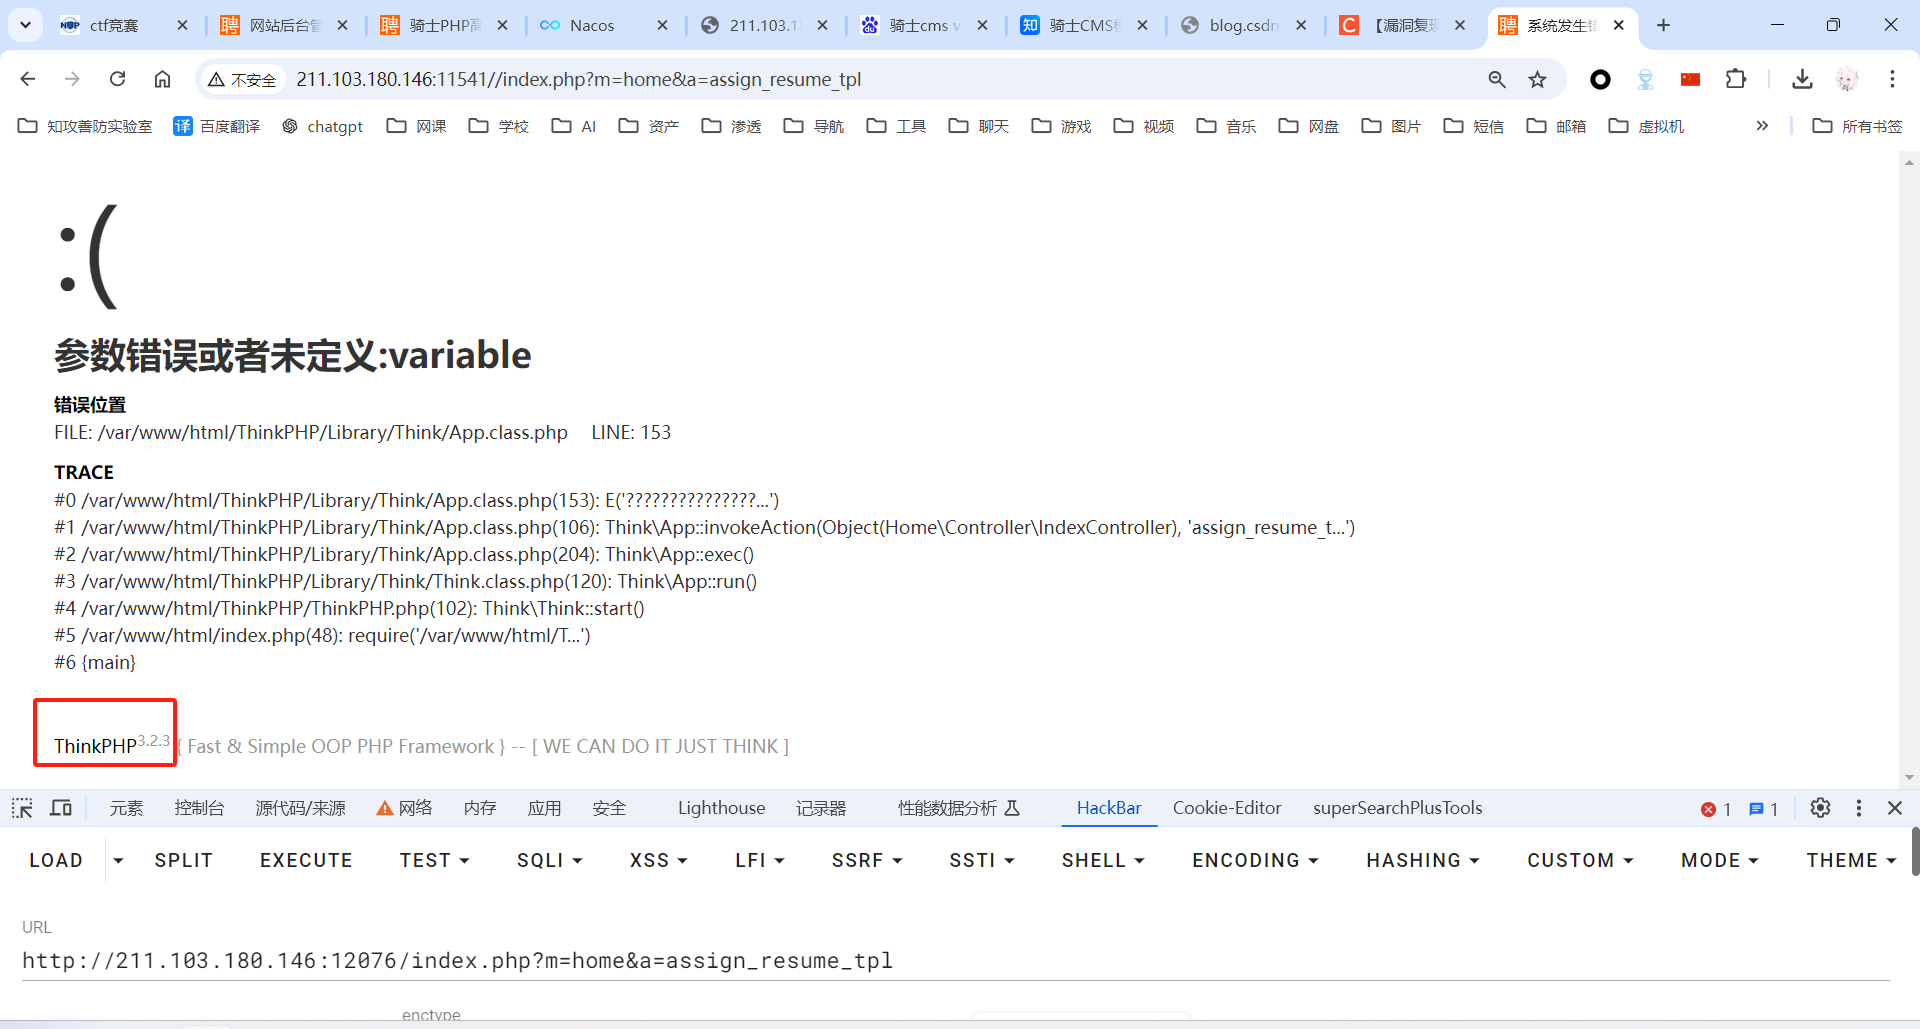 ctf竞赛
网站后台管
骑士PHP高
Nacos
211.103.18
骑士cms v
骑士CMS模
blog.csdn
【漏洞复现
系统发生错
不安全
211.103.180.146:11541//index.php?m=home&a=assign_resume_tpl
知攻善防实验室
百度翻译
chatgpt
网课
学校
AI
资产
渗透
导航
工具
聊天
游戏
视频
音乐
网盘
图片
短信
邮箱
虚拟机
所有书签
:(
参数错误或者未定义:variable
错误位置
FILE: /var/www/html/ThinkPHP/Library/Think/App.class.php LINE: 153
TRACE
#0 /var/www/html/ThinkPHP/Library/Think/App.class.php(153): E('???????????????...')
#1 /var/www/html/ThinkPHP/Library/Think/App.class.php(106): Think\App::invokeAction(Object(Home\Controller\IndexController), 'assign_resume_t...')
#2 /var/www/html/ThinkPHP/Library/Think/App.class.php(204): Think\App::exec()
#3 /var/www/html/ThinkPHP/Library/Think/Think.class.php(120): Think\App::run()
#4 /var/www/html/ThinkPHP/ThinkPHP.php(102): Think\Think::start()
#5 /var/www/html/index.php(48): require('/var/www/html/T...')
#6 {main}
ThinkPHP3.2.3 { Fast & Simple OOP PHP Framework } -- [ WE CAN DO IT JUST THINK ]
元素
控制台
源代码/来源
网络
内存
应用
安全
Lighthouse
记录器
性能数据分析
HackBar
Cookie-Editor
superSearchPlusTools
1
1
LOAD
SPLIT
EXECUTE
TEST
SQLI
XSS
LFI
SSRF
SSTI
SHELL
ENCODING
HASHING
CUSTOM
MODE
THEME
URL
http://211.103.180.146:12076/index.php?m=home&a=assign_resume_tpl
enctype